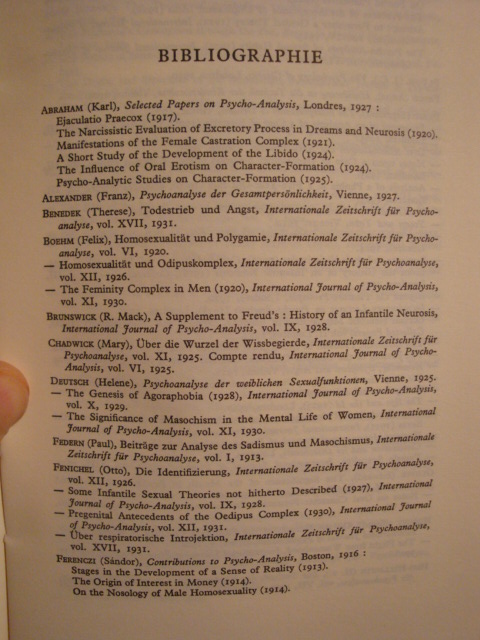 BIBLIOGRAPHIE
ABRAHAM (Karl), Selected Papers on Psycho-Analysis, Londres, 1927 :
Ejaculatio Praecox (1917).
The Narcissistic Evaluation of Excretory Process in Dreams and Neurosis (1920).
Manifestations of the Female Castration Complex (1921).
A Short Study of the Development of the Libido (1924).
The Influence of Oral Erotism on Character-Formation (1924).
Psycho-Analytic Studies on Character-Formation (1925).
ALEXANDER (Franz), Psychoanalyse der Gesamtpersönlichkeit, Vienne, 1927.
BENEDEK (Therese), Todestrieb und Angst, Internationale Zeitschrift für Psycho-
analyse, vol. XVII, 1931.
BOEHM (Felix), Homosexualität und Polygamie, Internationale Zeitschrift für Psycho-
analyse, vol. VI, 1920.
— Homosexualität und Odipuskomplex, Internationale Zeitschrift für Psychoanalyse,
vol. XII, 1926.
— The Feminity Complex in Men (1920), International Journal of Psycho-Analysis,
vol. XI, 1930.
BRUNSWICK (R. Mack), A Supplement to Freud's : History of an Infantile Neurosis,
International Journal of Psycho-Analysis, vol. IX, 1928.
CHADWICK (Mary), Über die Wurzel der Wissbegierde, Internationale Zeitschrift für
Psychoanalyse, vol. XI, 1925. Compte rendu, International Journal of Psycho-
Analysis, vol. VI, 1925.
DEUTSCH (Helene), Psychoanalyse der weiblichen Sexualfunktionen, Vienne, 1925.
— The Genesis of Agoraphobia (1928), International Journal of Psycho-Analysis,
vol. X, 1929.
— The Significance of Masochism in the Mental Life of Women, International
Journal of Psycho-Analysis, vol. XI, 1930.
FEDERN (Paul), Beiträge zur Analyse des Sadismus und Masochismus, Internationale
Zeitschrift für Psychoanalyse, vol. I, 1913.
FENICHEL (Otto), Die Identifizierung, Internationale Zeitschrift für Psychoanalyse,
vol. XII, 1926.
— Some Infantile Sexual Theories not hitherto Described (1927), International
Journal of Psycho-Analysis, vol. IX, 1928.
— Pregenital Antecedents of the Oedipus Complex (1930), International Journal
of Psycho-Analysis, vol. XII, 1931.
— Über respiratorische Introjektion, Internationale Zeitschrift für Psychoanalyse,
vol. XVII, 1931.
FERENCZI (Sándor), Contributions to Psycho-Analysis, Boston, 1916 :
Stages in the Development of a Sense of Reality (1913).
The Origin of Interest in Money (1914).
On the Nosology of Male Homosexuality (1914).